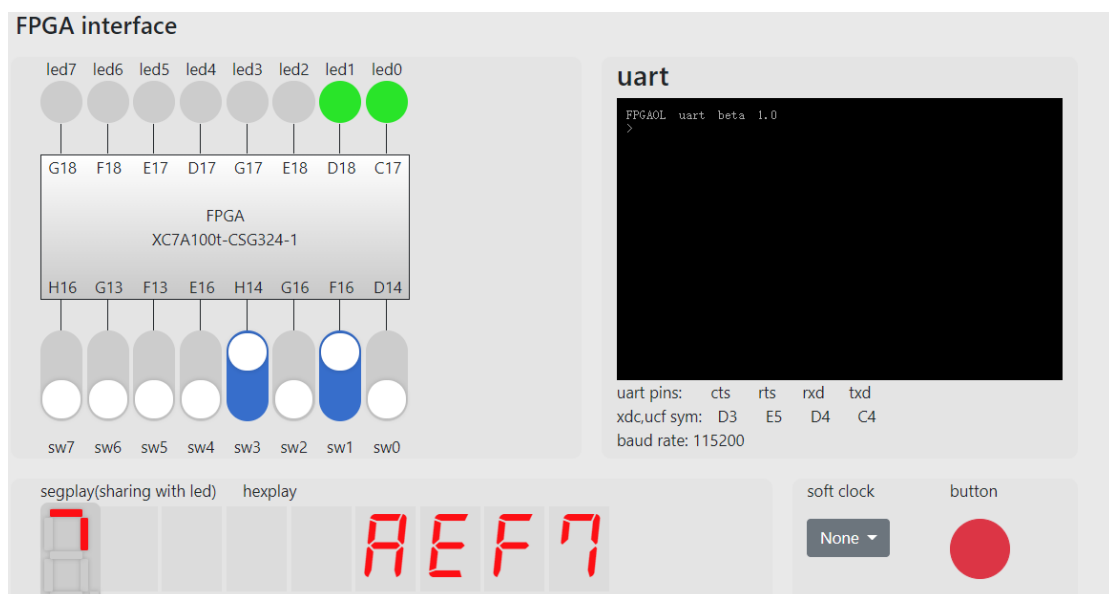 FPGA interface
led7 led6 led5 led4 led3 led2 led1 led0
G18 F18 E17 D17 G17 E18 D18 C17
FPGA
XC7A100t-CSG324-1
H16 G13 F13 E16 H14 G16 F16 D14
sw7 sw6 sw5 sw4 sw3 sw2 sw1 sw0
uart
FPGAOL uart beta 1.0
>
uart pins: cts rts rxd txd
xdc,ucf sym: D3 E5 D4 C4
baud rate: 115200
segplay(sharing with led) hexplay
AEF7
soft clock button
None